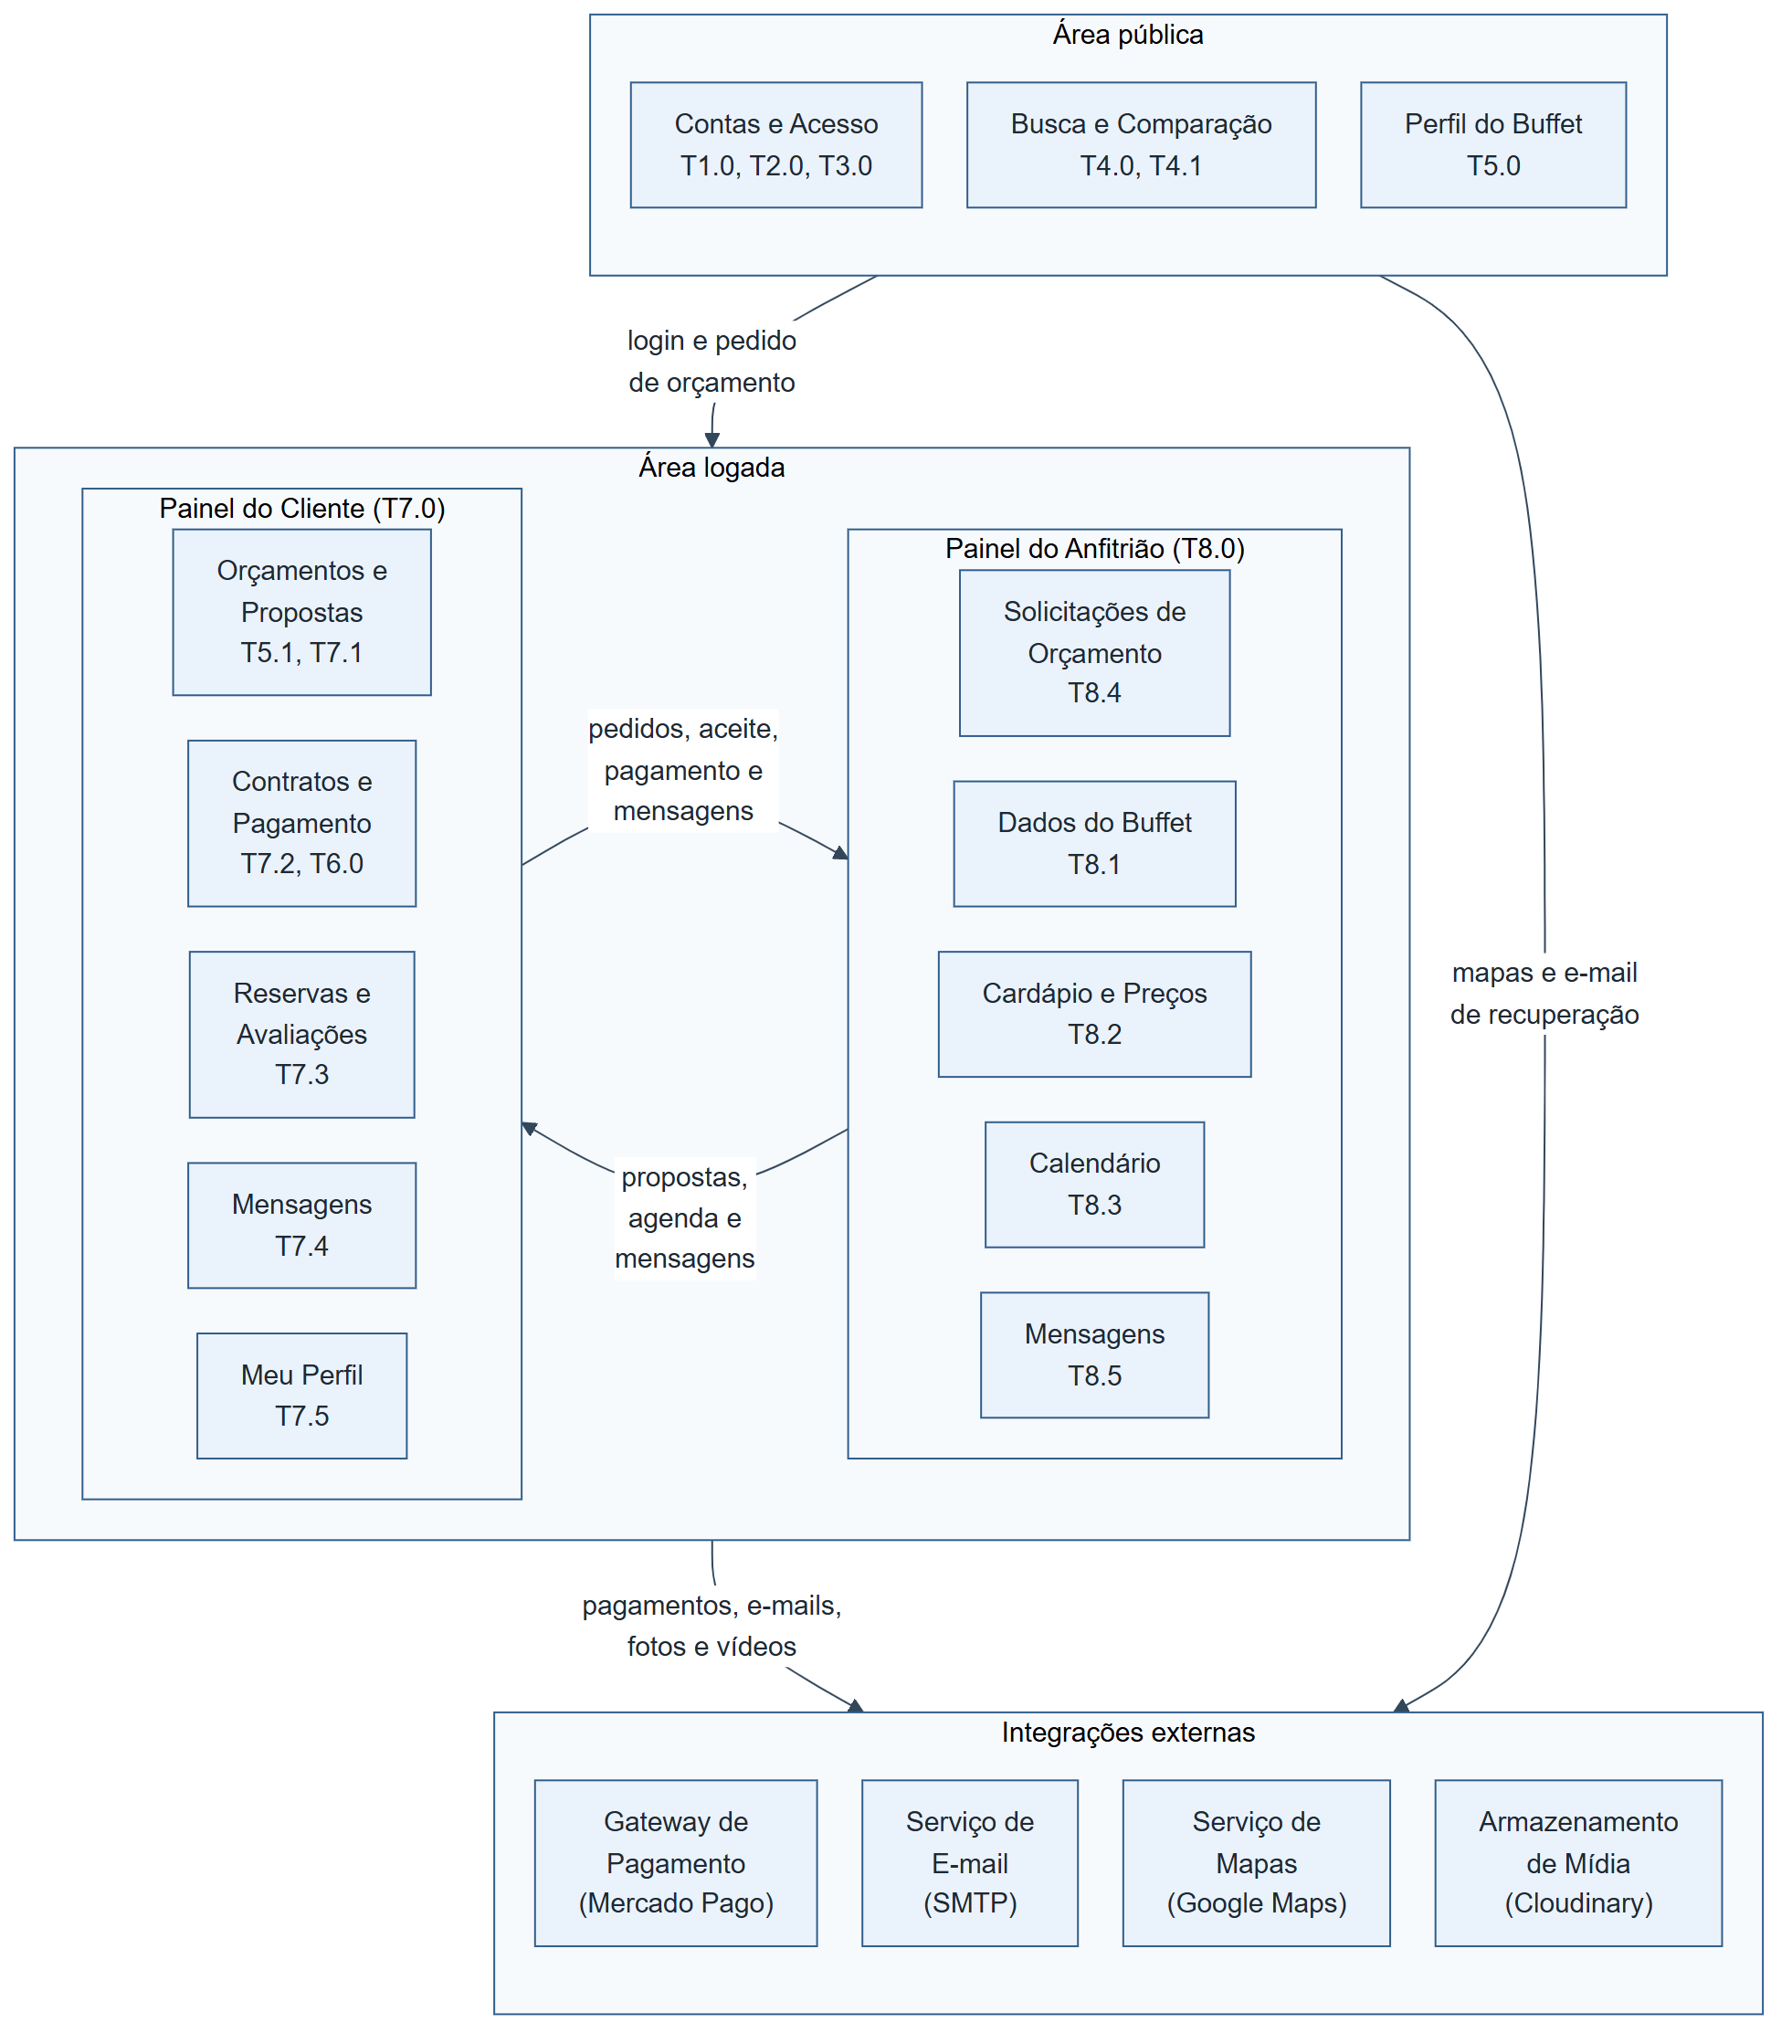 Área pública
Contas e Acesso
T1.0, T2.0, T3.0
Busca e Comparação
T4.0, T4.1
Perfil do Buffet
T5.0
login e pedido
de orçamento
Área logada
Painel do Cliente (T7.0)
Orçamentos e
Propostas
T5.1, T7.1
Contratos e
Pagamento
T7.2, T6.0
Reservas e
Avaliações
T7.3
Mensagens
T7.4
Meu Perfil
T7.5
pedidos, aceite,
pagamento e
mensagens
propostas,
agenda e
mensagens
Painel do Anfitrião (T8.0)
Solicitações de
Orçamento
T8.4
Dados do Buffet
T8.1
Cardápio e Preços
T8.2
Calendário
T8.3
Mensagens
T8.5
mapas e e-mail
de recuperação
pagamentos, e-mails,
fotos e vídeos
Integrações externas
Gateway de
Pagamento
(Mercado Pago)
Serviço de
E-mail
(SMTP)
Serviço de
Mapas
(Google Maps)
Armazenamento
de Mídia
(Cloudinary)